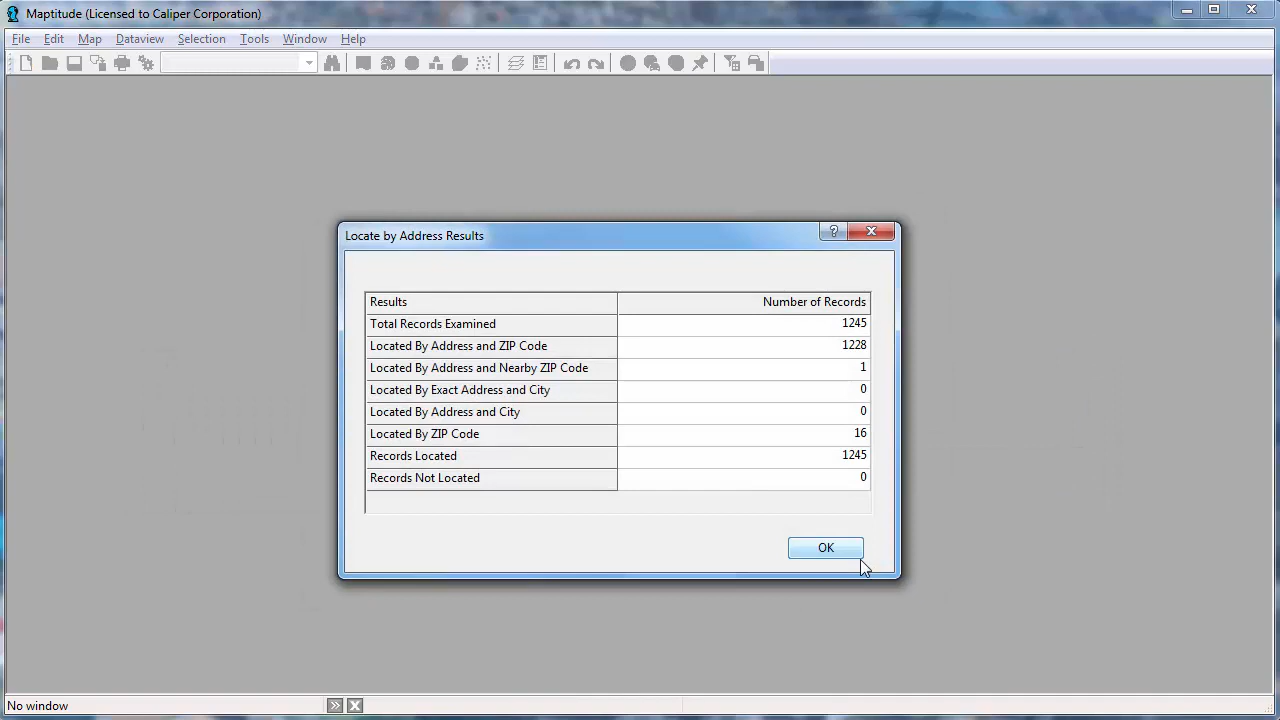 Maptitude (Licensed to Caliper Corporation)
File Edit Map Dataview Selection Tools Window Help
Locate by Address Results
?
Results Number of Records
Total Records Examined 1245
Located By Address and ZIP Code 1228
Located By Address and Nearby ZIP Code 1
Located By Exact Address and City 0
Located By Address and City 0
Located By ZIP Code 16
Records Located 1245
Records Not Located 0
OK
No window